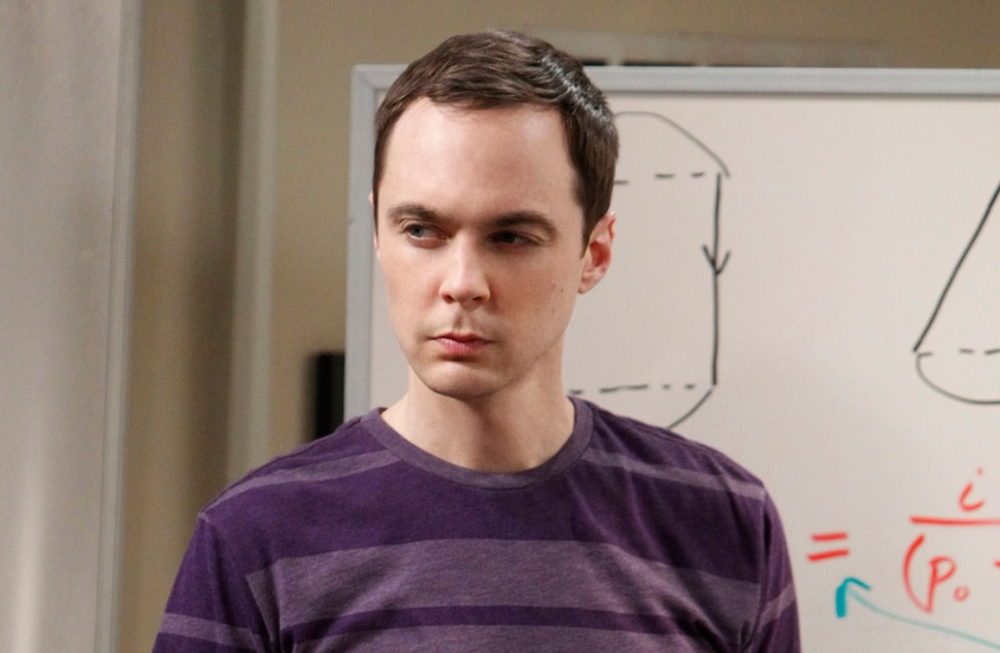 i
= (p₀